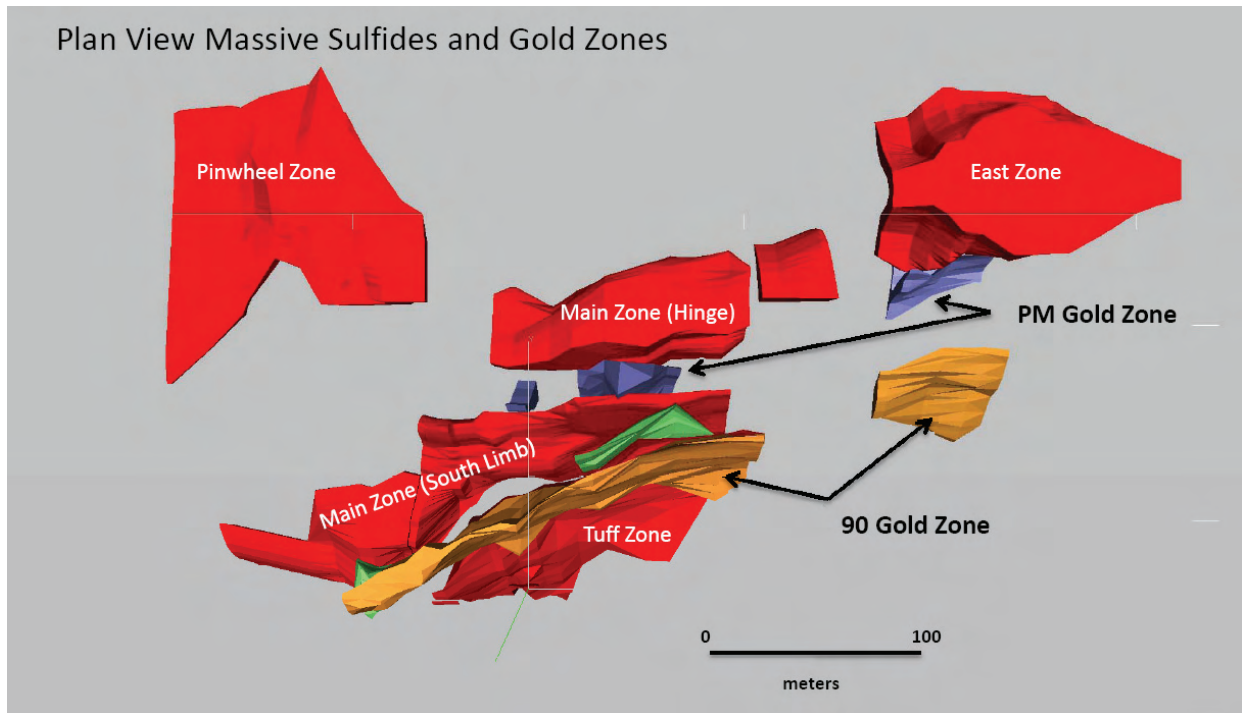 Plan View Massive Sulfides and Gold Zones
Pinwheel Zone
East Zone
Main Zone (Hinge)
PM Gold Zone
Main Zone (South Limb)
90 Gold Zone
Tuff Zone
0 100
meters